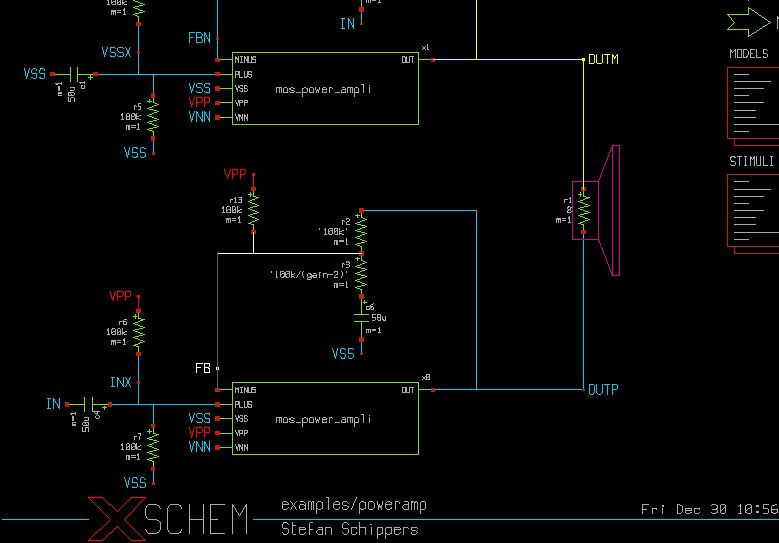 100k
m=1
m=1
IN
FBN
VSSX
x1
OUTM
MINUS
OUT
PLUS
mos_power_ampli
VSS
VPP
VNN
VSS
VPP
VNN
VSS
m=1
50u
c1
r5
100k
m=1
VSS
MODELS
STIMULI
VPP
r13
100k
m=1
r2
'100k'
m=1
r3
'100k/(gain-2)'
m=1
50u
m=1
VSS
r1
8
m=1
VPP
r6
100k
m=1
FB
INX
x0
OUTP
MINUS
OUT
PLUS
mos_power_ampli
VSS
VPP
VNN
VSS
VPP
VNN
IN
m=1
50u
c4
r7
100k
m=1
VSS
XSCHEM
examples/poweramp
Stefan Schippers
Fri Dec 30 10:56